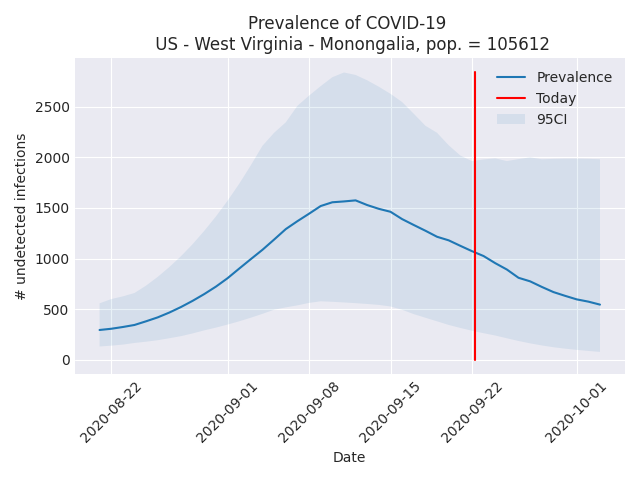 Prevalence of COVID-19
US - West Virginia - Monongalia, pop. = 105612
Prevalence
Today
95CI
# undetected infections
2500
2000
1500
1000
500
0
2020-08-22
2020-09-01
2020-09-08
2020-09-15
2020-09-22
2020-10-01
Date